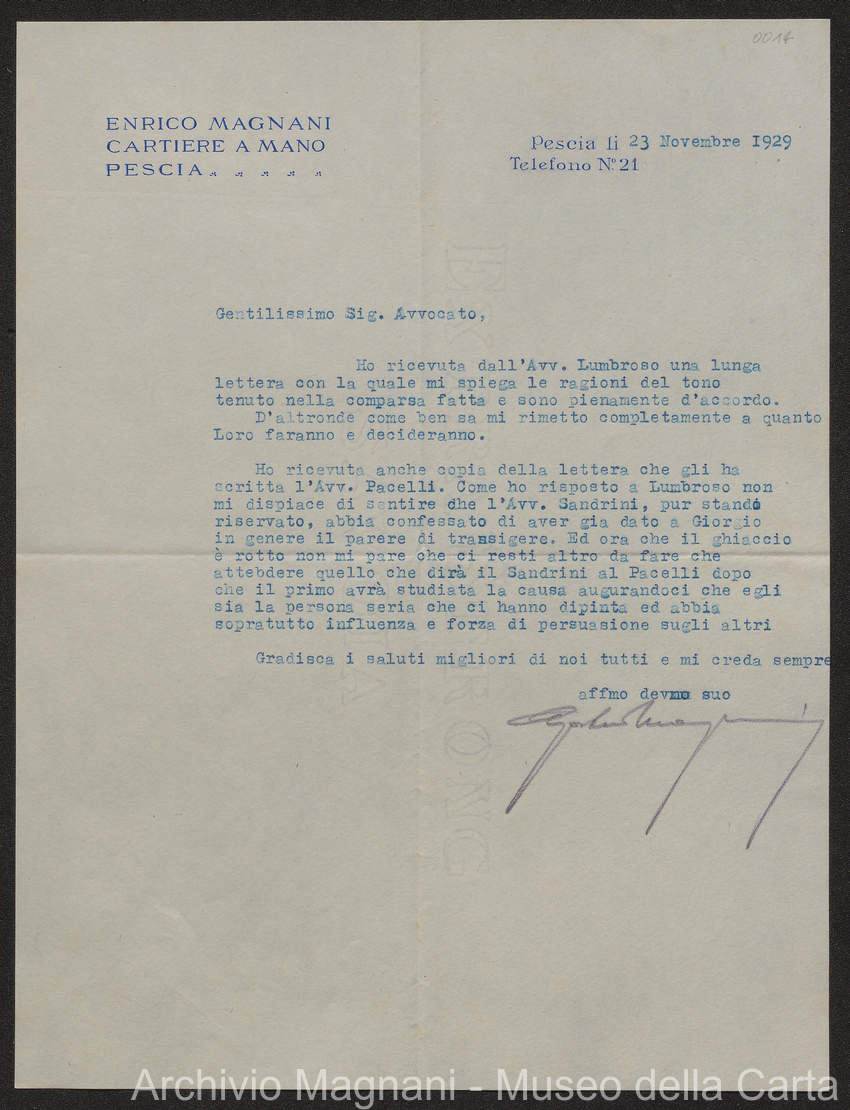 0017
ENRICO MAGNANI
CARTIERE A MANO
PESCIA
Pescia li 23 Novembre 1929
Telefono N.° 21
Gentilissimo Sig. Avvocato,
Ho ricevuta dall'Avv. Lumbroso una lunga
lettera con la quale mi spiega le ragioni del tono
tenuto nella comparsa fatta e sono pienamente d'accordo.
D'altronde come ben sa mi rimetto completamente a quanto
Loro faranno e decideranno.
Ho ricevuta anche copia della lettera che gli ha
scritta l'Avv. Pacelli. Come ho risposto a Lumbroso non
mi dispiace di sentire dhe l'Avv. Sandrini, pur stando
riservato, abbia confessato di aver gia dato a Giorgio
in genere il parere di transigere. Ed ora che il ghiaccio
è rotto non mi pare che ci resti altro da fare che
attebdere quello che dirà il Sandrini al Pacelli dopo
che il primo avrà studiata la causa augurandoci che egli
sia la persona seria che ci hanno dipinta ed abbia
sopratutto influenza e forza di persuasione sugli altri
Gradisca i saluti migliori di noi tutti e mi creda sempre
affmo devmo suo
Magnani
EXTRA STRONG
Archivio Magnani - Museo della Carta